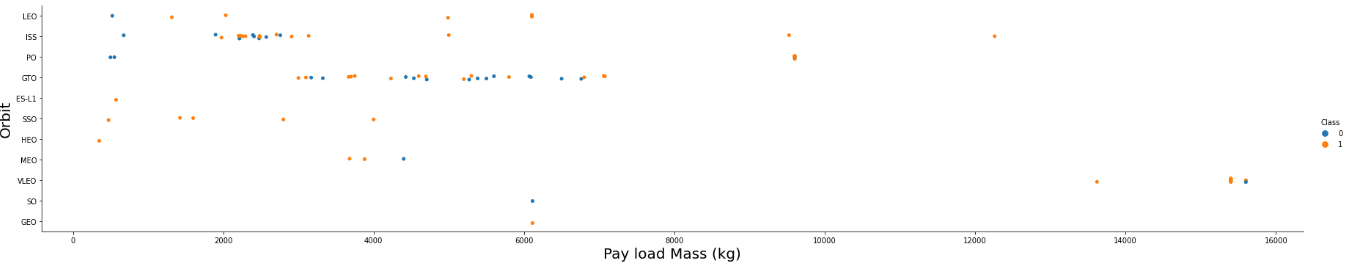 LEO
ISS
PO
GTO
ES-L1
SSO
HEO
MEO
VLEO
SO
GEO
Orbit
0
2000
4000
6000
8000
10000
12000
14000
16000
Pay load Mass (kg)
Class
0
1